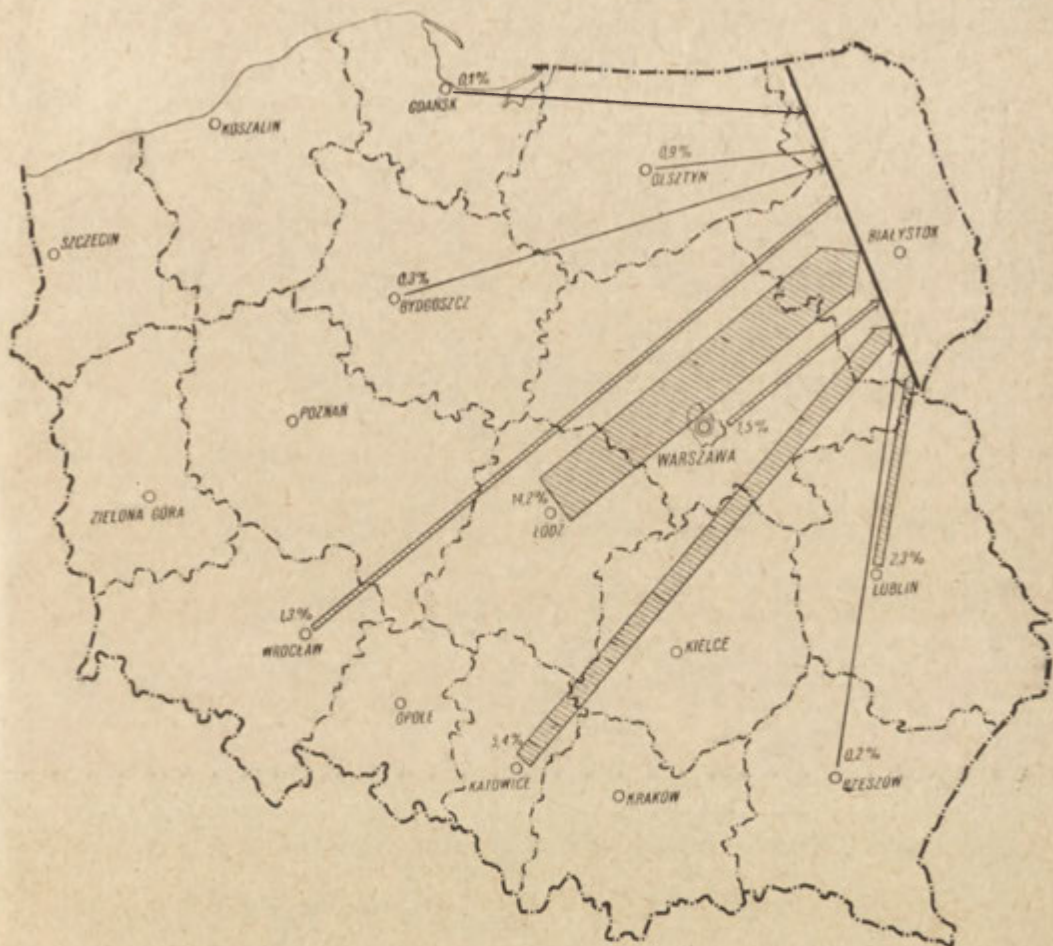 0,1%
GDAŃSK
KOSZALIN
0,9%
OLSZTYN
SZCZECIN
BIAŁYSTOK
0,3%
BYDGOSZCZ
POZNAŃ
1,5%
WARSZAWA
ZIELONA GÓRA
14,2%
ŁÓDŹ
2,3%
LUBLIN
1,3%
WROCŁAW
KIELCE
OPOLE
5,4%
KATOWICE
0,2%
RZESZÓW
KRAKÓW